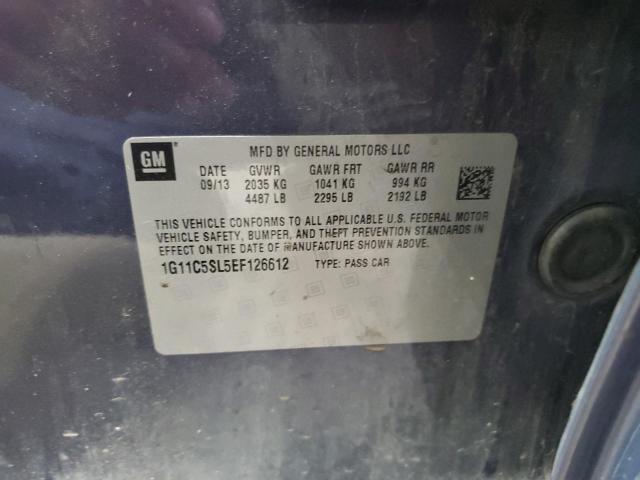 GM
MFD BY GENERAL MOTORS LLC
DATE GVWR GAWR FRT GAWR RR
09/13 2035 KG 1041 KG 994 KG
4487 LB 2295 LB 2192 LB
THIS VEHICLE CONFORMS TO ALL APPLICABLE U.S. FEDERAL MOTOR
VEHICLE SAFETY, BUMPER, AND THEFT PREVENTION STANDARDS IN
EFFECT ON THE DATE OF MANUFACTURE SHOWN ABOVE.
1G11C5SL5EF126612 TYPE: PASS CAR